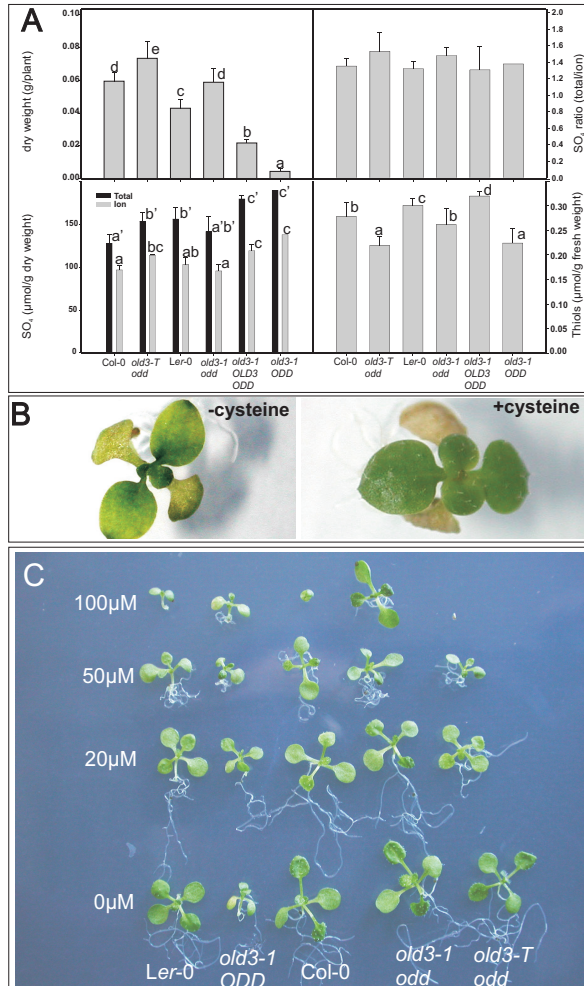 A
dry weight (g/plant)
0.10
0.08
0.06
0.04
0.02
0.00
d e c d b a
SO₄ ratio (total/ion)
2.0
1.8
1.6
1.4
1.2
1.0
0.8
0.6
0.4
0.2
0.0
SO₄ (µmol/g dry weight)
150
100
50
0
Total
Ion
a' b' b' a'b' c' c'
a bc ab a c c
Thiols (µmol/g fresh weight)
0.30
0.25
0.20
0.15
0.10
0.05
0.00
b a c b d a
Col-0 old3-T odd Ler-0 old3-1 odd old3-1 OLD3 ODD old3-1 ODD
Col-0 old3-T odd Ler-0 old3-1 odd old3-1 OLD3 ODD old3-1 ODD
B
-cysteine
+cysteine
C
100µM
50µM
20µM
0µM
Ler-0 old3-1 ODD Col-0 old3-1 odd old3-T odd